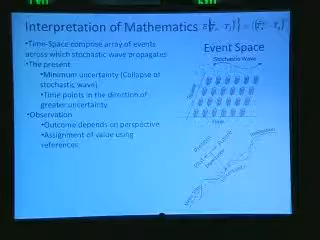 Interpretation of Mathematics
•Time-Space compose array of events
across which stochastic wave propagates
•The present
•Minimum uncertainty (Collapse of
stochastic wave)
•Time points in the direction of
greater uncertainty
•Observation
•Outcome depends on perspective
•Assignment of value using
references
Event Space
Stochastic Wave
Space
Time